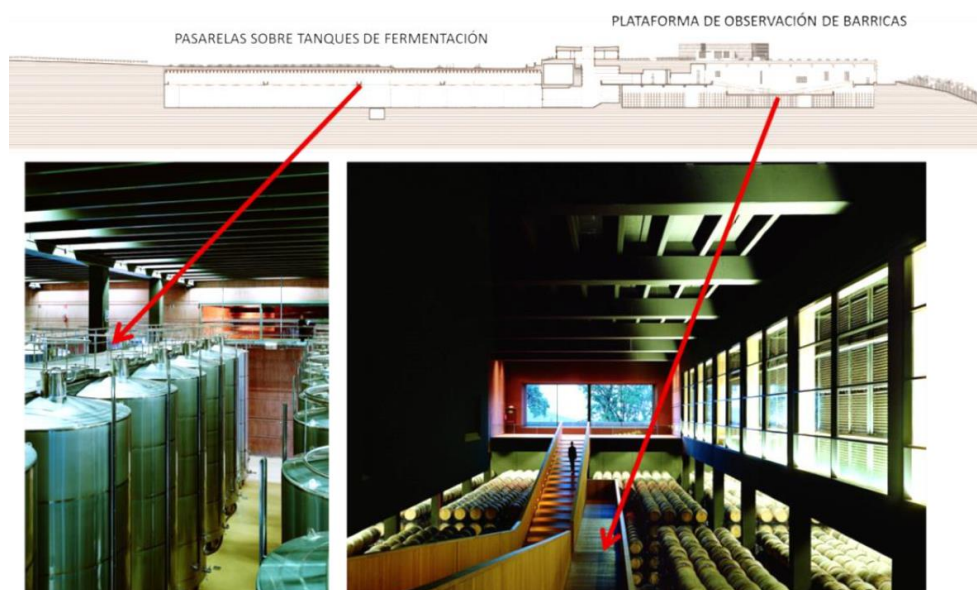 PLATAFORMA DE OBSERVACIÓN DE BARRICAS
PASARELAS SOBRE TANQUES DE FERMENTACIÓN